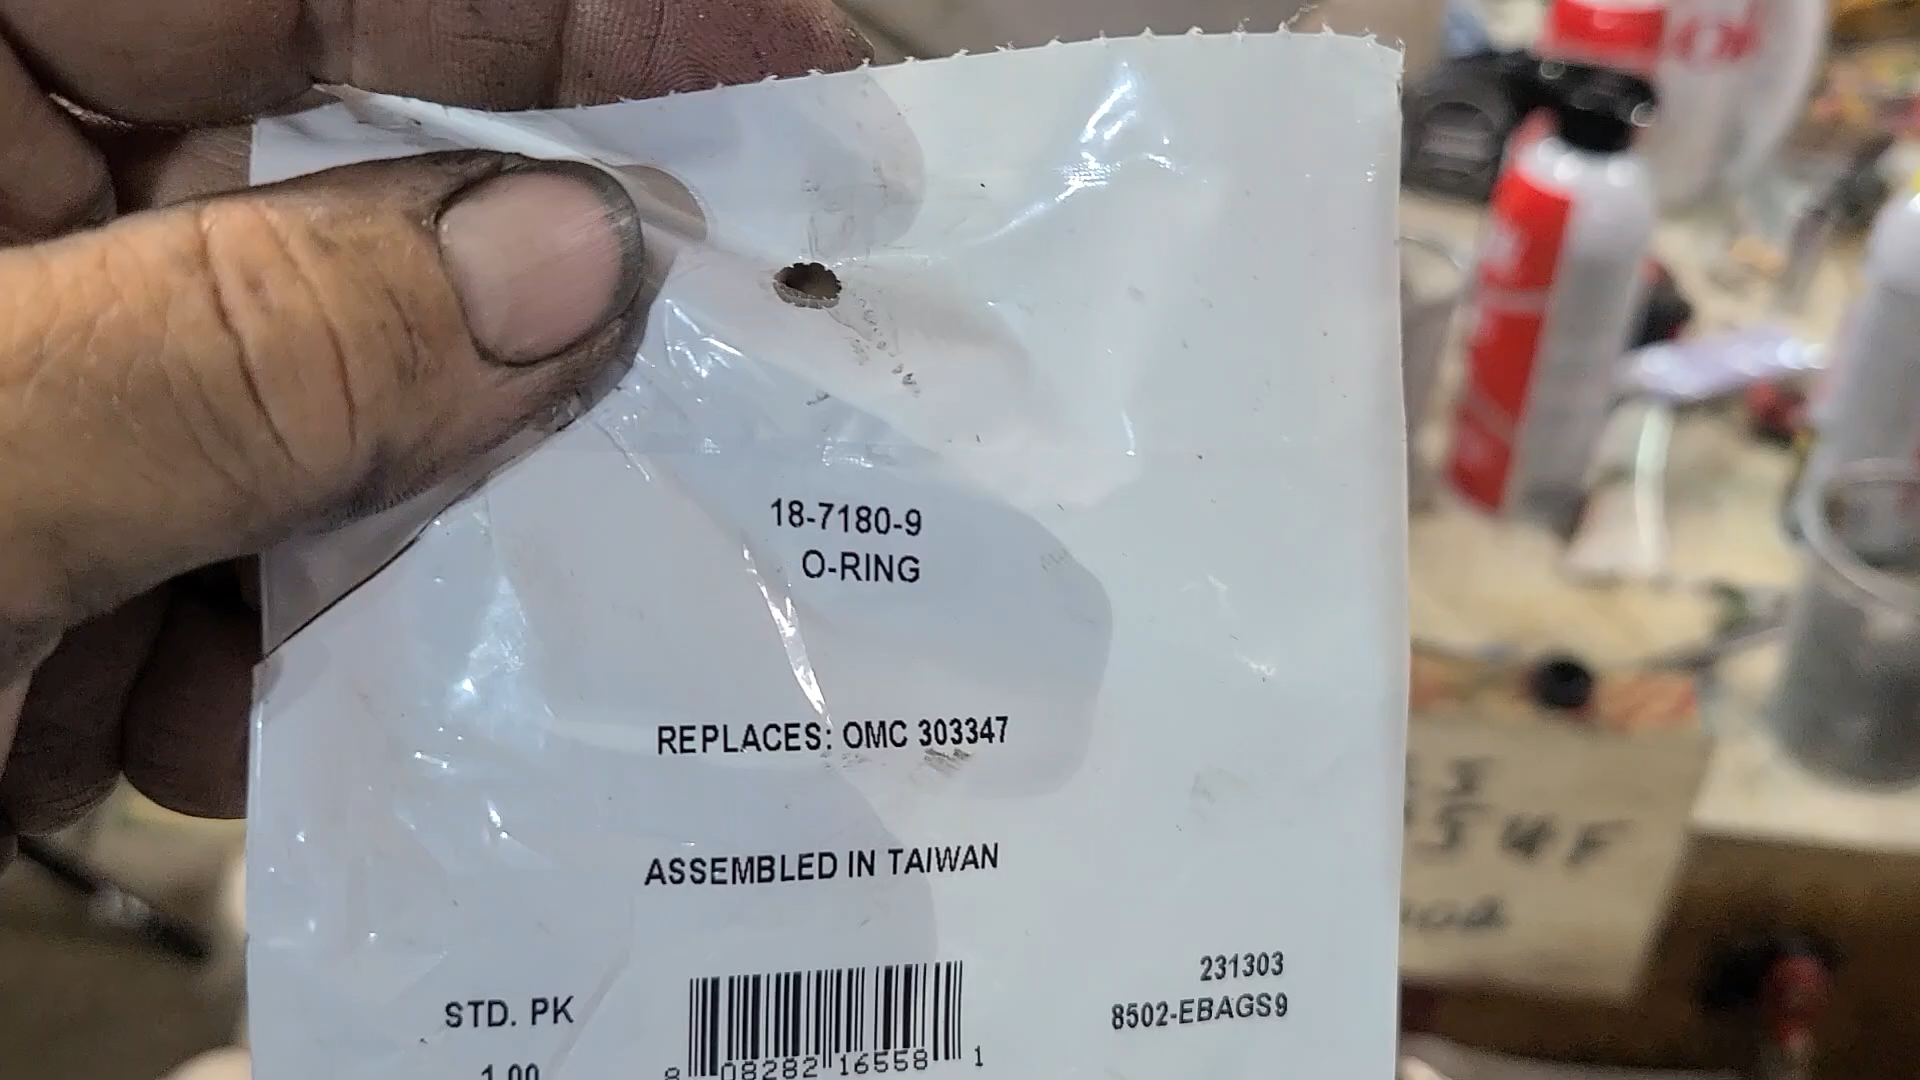 18-7180-9
O-RING
REPLACES: OMC 303347
ASSEMBLED IN TAIWAN
231303
8502-EBAGS9
STD. PK
1.00
8 08282 16558 1